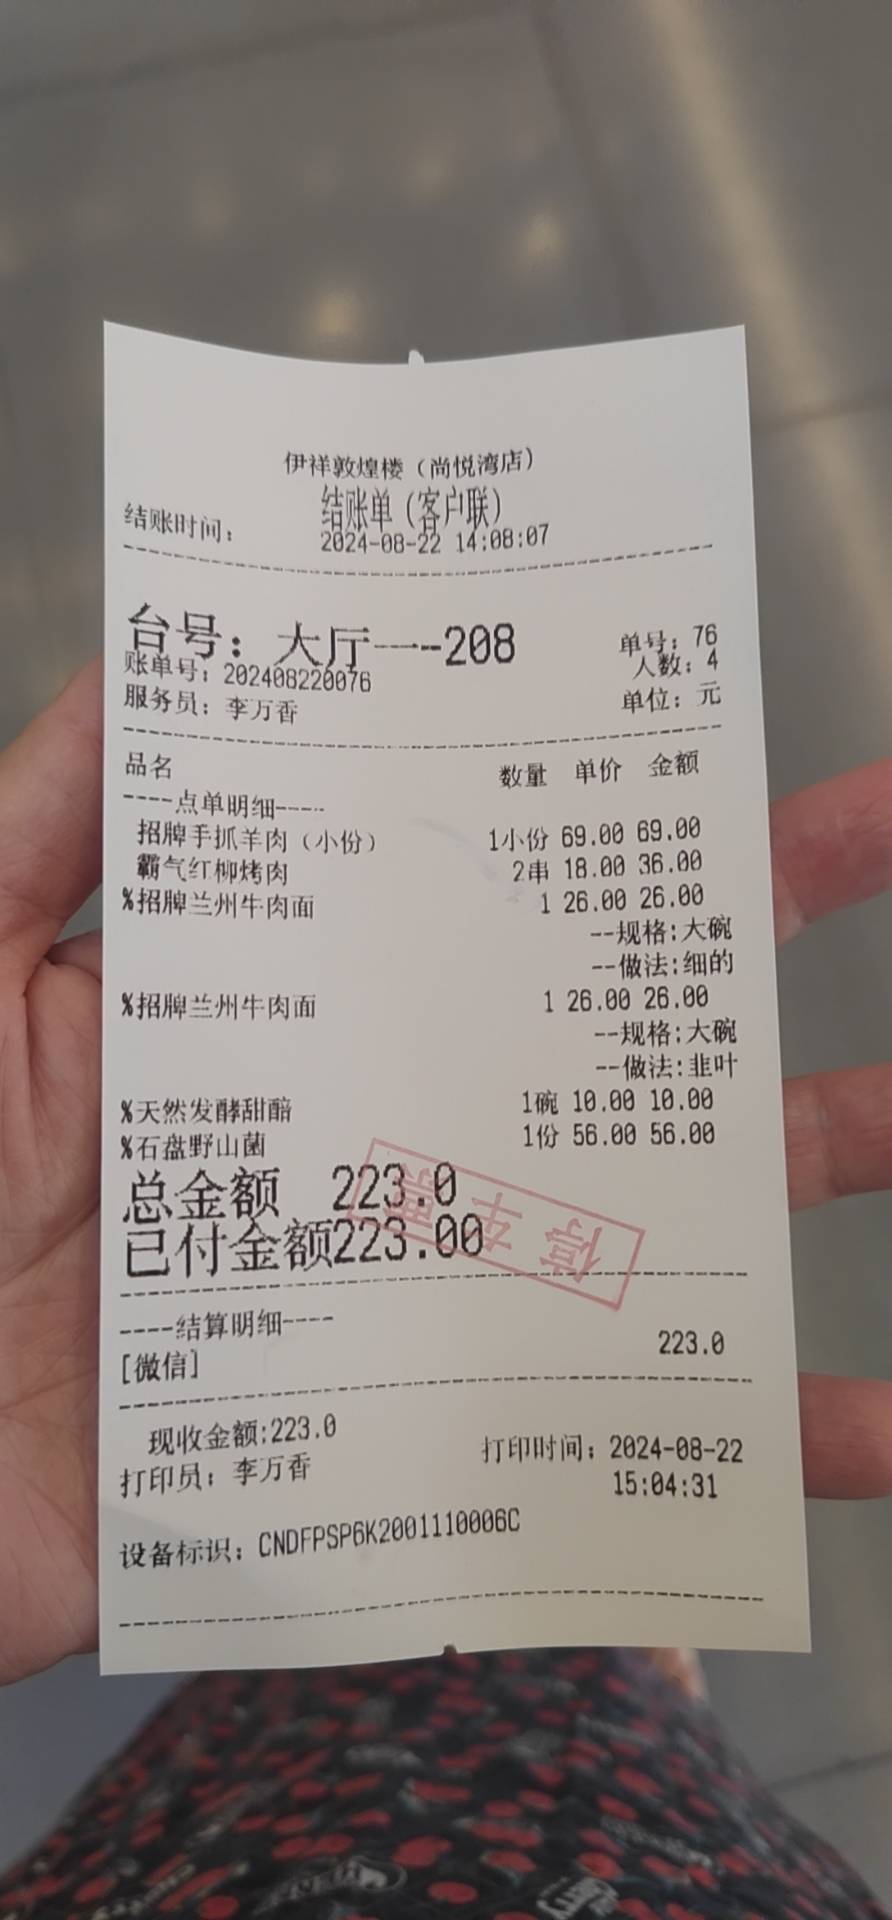 伊祥敦煌楼（尚悦湾店）
结账单（客户联）
结账时间： 2024-08-22 14:08:07
台号：大厅一--208
单号：76
账单号：202408220076 人数：4
服务员：李万香 单位：元
品名 数量 单价 金额
----点单明细----
招牌手抓羊肉（小份） 1小份 69.00 69.00
霸气红柳烤肉 2串 18.00 36.00
%招牌兰州牛肉面 1 26.00 26.00
--规格:大碗
--做法:细的
%招牌兰州牛肉面 1 26.00 26.00
--规格:大碗
--做法:韭叶
%天然发酵甜醅 1碗 10.00 10.00
%石盘野山菌 1份 56.00 56.00
总金额 223.0
已付金额223.00
停车票
----结算明细----
[微信] 223.0
现收金额:223.0
打印员：李万香 打印时间：2024-08-22
15:04:31
设备标识：CNDFPSP6K2001110006C